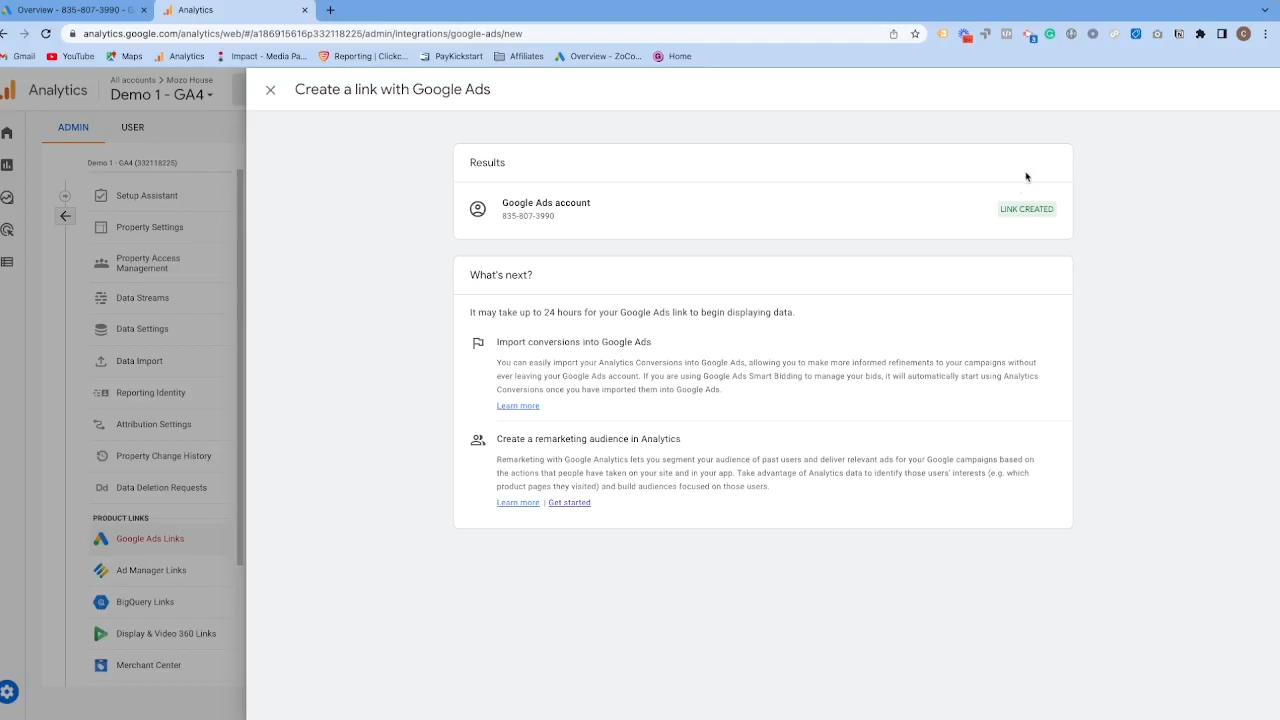 Overview - 835-807-3990 - G
Analytics
analytics.google.com/analytics/web/#/a186915616p332118225/admin/integrations/google-ads/new
C
Gmail
YouTube
Maps
Analytics
Impact - Media Pa...
Reporting | Clickc...
PayKickstart
Affiliates
Overview – ZoCo...
Home
Analytics
All accounts > Mozo House
Demo 1 - GA4
Create a link with Google Ads
ADMIN
USER
Demo 1 - GA4 (332118225)
Setup Assistant
Property Settings
Property Access
Management
Data Streams
Data Settings
Data Import
Reporting Identity
Attribution Settings
Property Change History
Dd Data Deletion Requests
PRODUCT LINKS
Google Ads Links
Ad Manager Links
BigQuery Links
Display & Video 360 Links
Merchant Center
Results
Google Ads account
835-807-3990
LINK CREATED
What's next?
It may take up to 24 hours for your Google Ads link to begin displaying data.
Import conversions into Google Ads
You can easily import your Analytics Conversions into Google Ads, allowing you to make more informed refinements to your campaigns without
ever leaving your Google Ads account. If you are using Google Ads Smart Bidding to manage your bids, it will automatically start using Analytics
Conversions once you have imported them into Google Ads.
Learn more
Create a remarketing audience in Analytics
Remarketing with Google Analytics lets you segment your audience of past users and deliver relevant ads for your Google campaigns based on
the actions that people have taken on your site and in your app. Take advantage of Analytics data to identify those users' interests (e.g. which
product pages they visited) and build audiences focused on those users.
Learn more | Get started